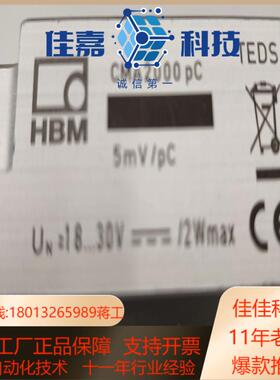 佳嘉 科技
诚信第一
TEDS
CMA2000pC
HBM
5mV/pC
UN=18...30V /2Wmax
线:18013265989蒋工
佳佳科
工厂正品保障 支持开票
11年老
动化技术 十一年行业经验
爆款推